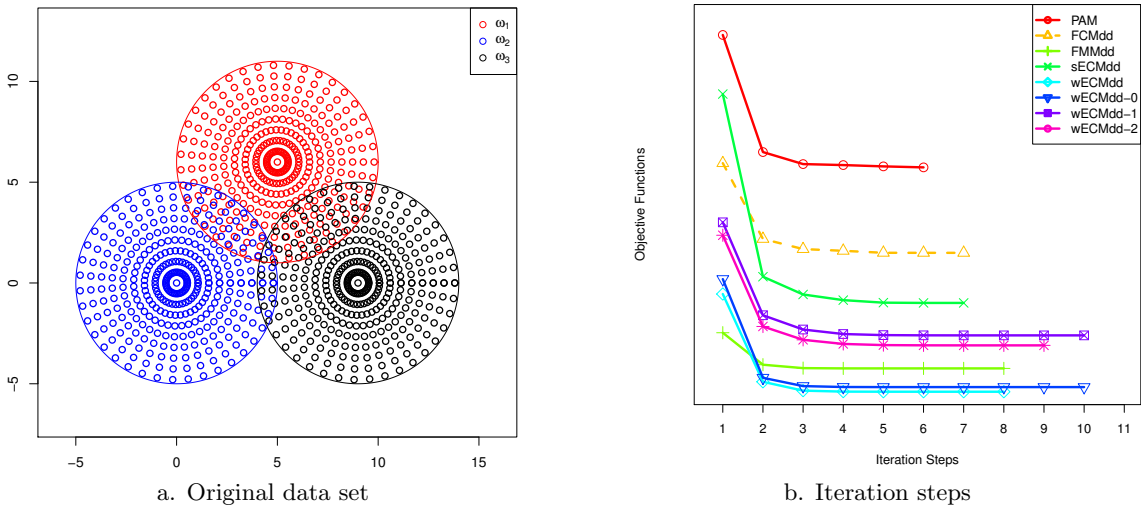 ω1
ω2
ω3
10
5
0
−5
−5 0 5 10 15
a. Original data set
Objective Functions
PAM
FCMdd
FMMdd
sECMdd
wECMdd
wECMdd−0
wECMdd−1
wECMdd−2
1 2 3 4 5 6 7 8 9 10 11
Iteration Steps
b. Iteration steps